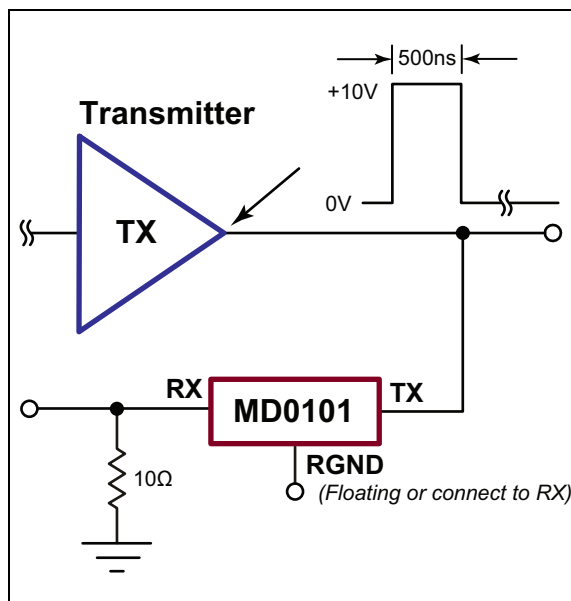 500ns
+10V
Transmitter
0V
TX
RX
MD0101
TX
RGND
10Ω
(Floating or connect to RX)